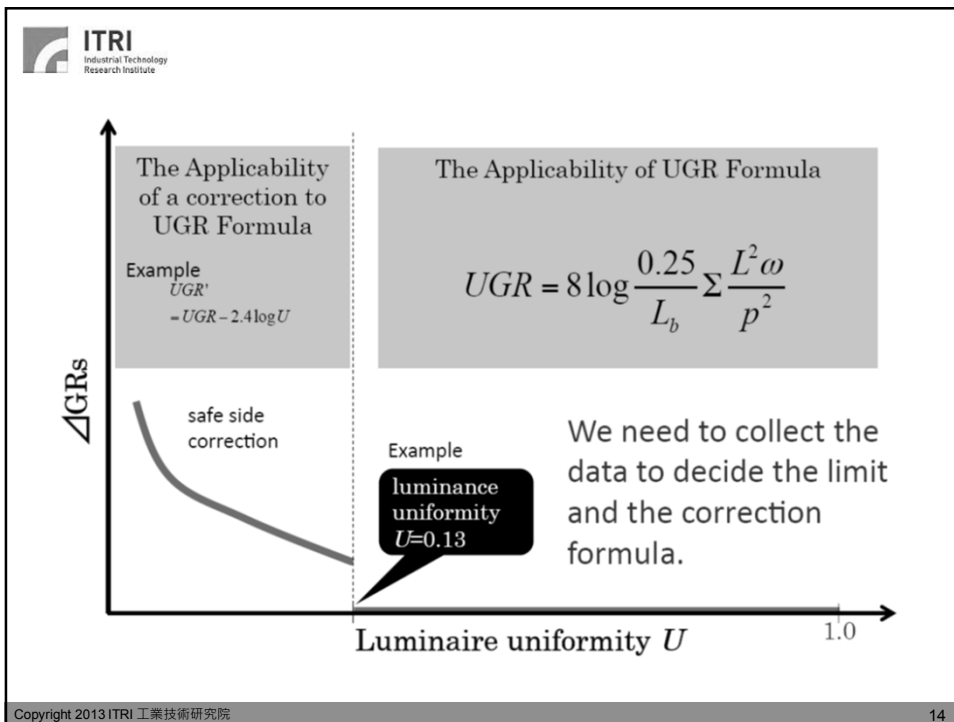 ITRI
Industrial Technology
Research Institute
The Applicability
of a correction to
UGR Formula
Example
UGR'
=UGR−2.4logU
The Applicability of UGR Formula
UGR = 8 log 0.25/L_b Σ L²ω/p²
ΔGRs
safe side
correction
Example
luminance
uniformity
U=0.13
We need to collect the
data to decide the limit
and the correction
formula.
1.0
Luminaire uniformity U
Copyright 2013 ITRI 工業技術研究院
14